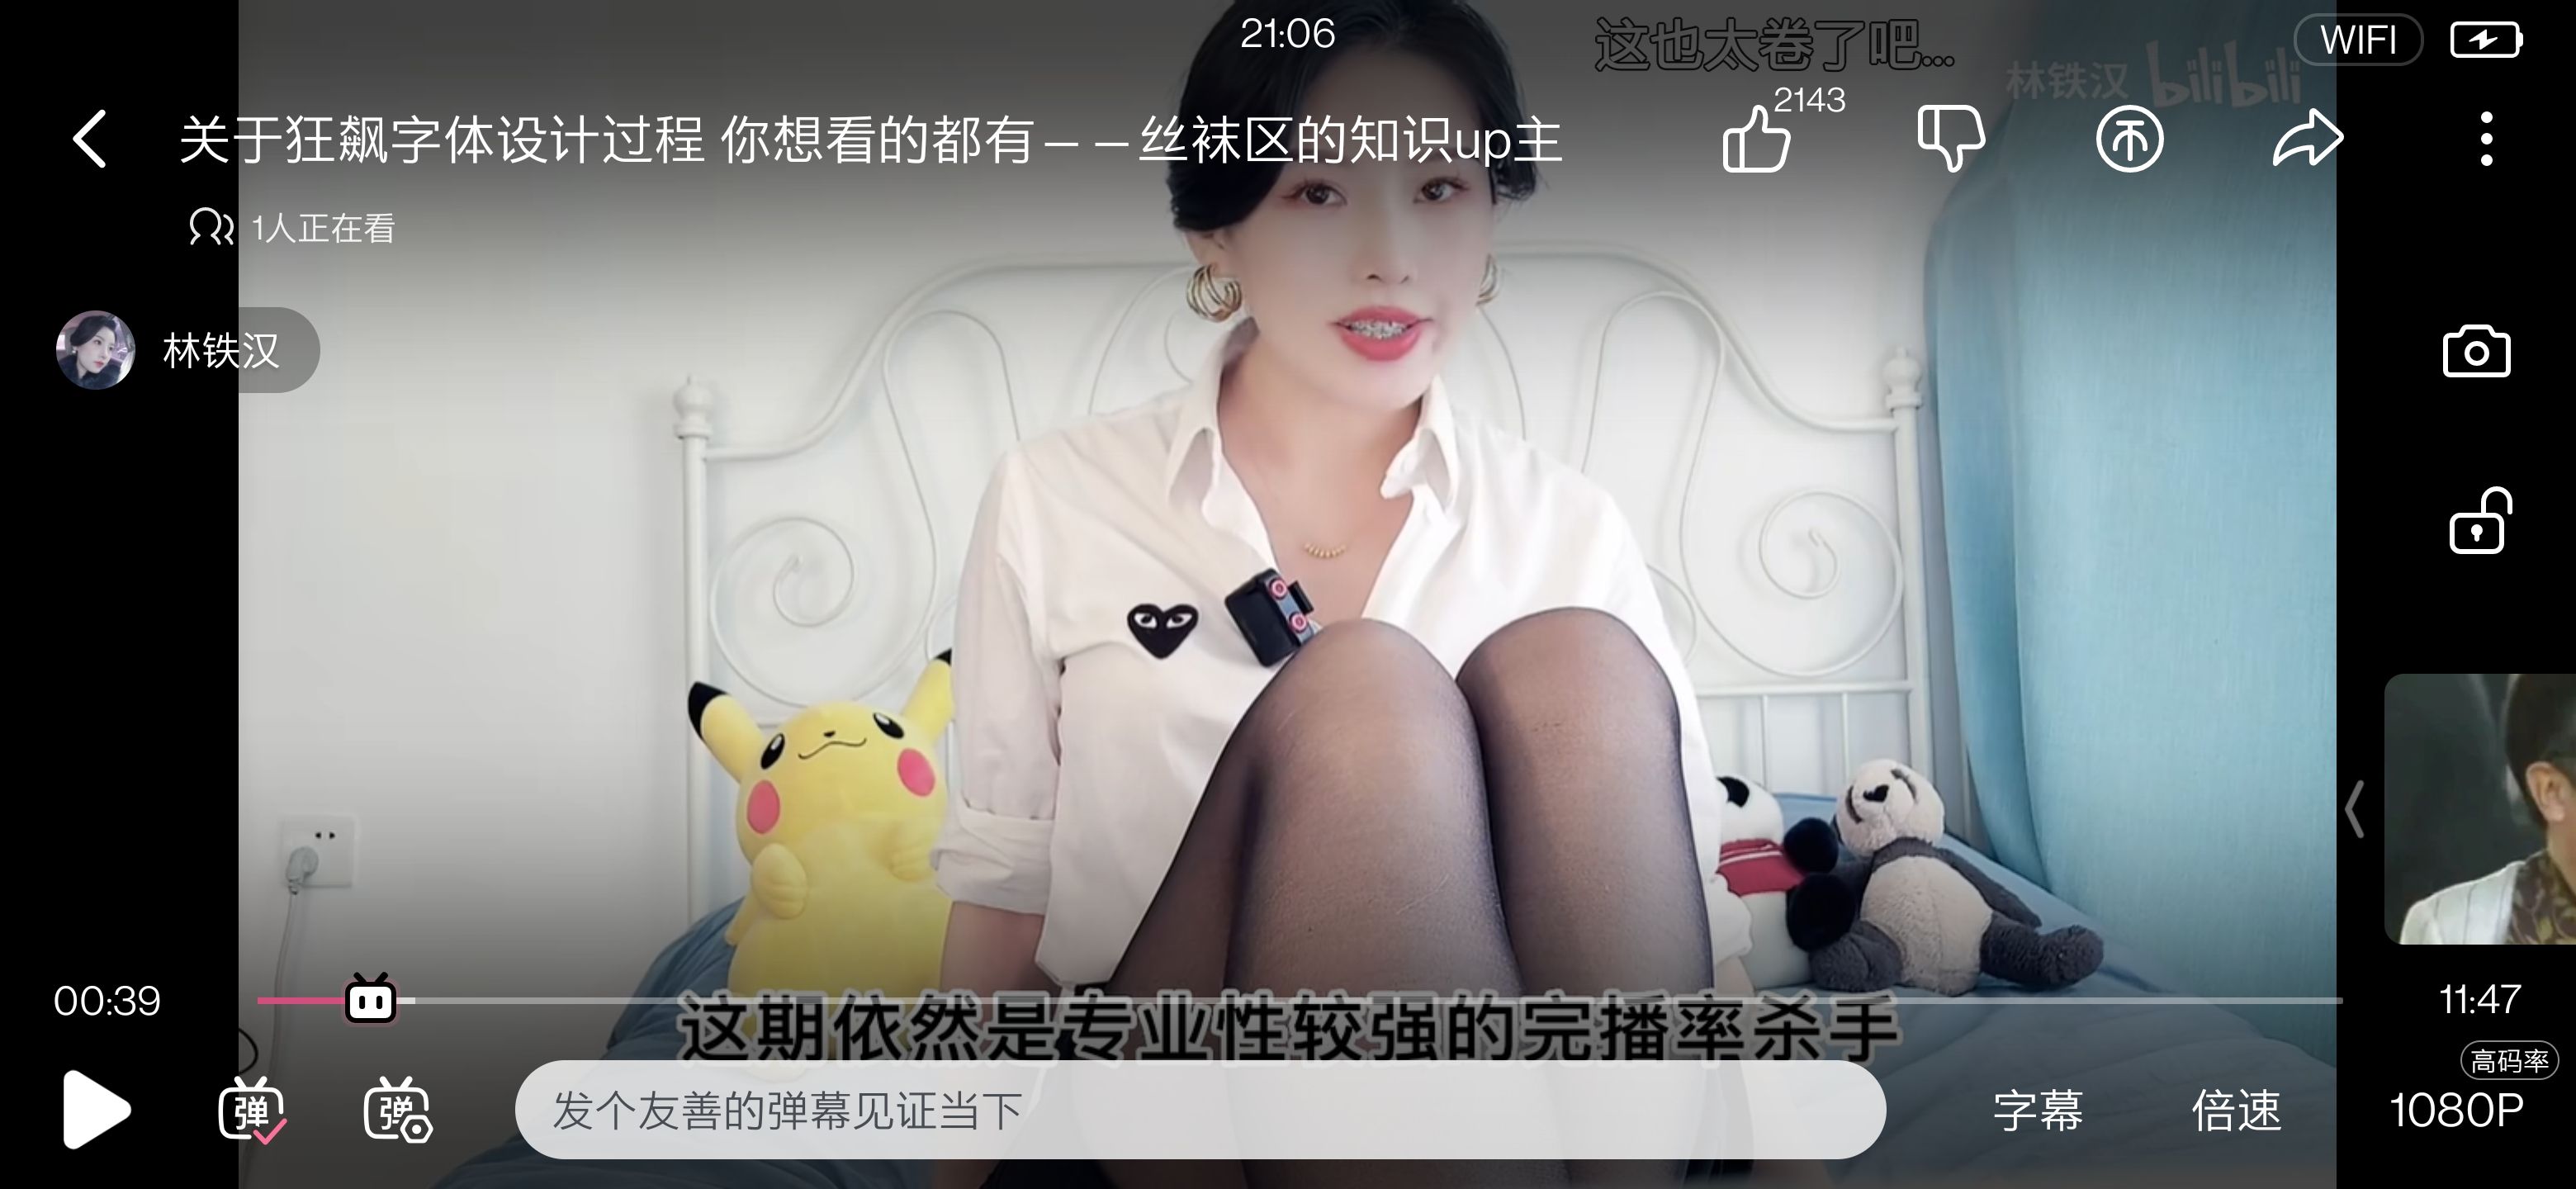 21:06
这也太卷了吧...
WIFI
林铁汉 bilibili
关于狂飙字体设计过程 你想看的都有－－丝袜区的知识up主
2143
1人正在看
林铁汉
00:39
11:47
这期依然是专业性较强的完播率杀手
高码率
弹
弹
发个友善的弹幕见证当下
字幕
倍速
1080P